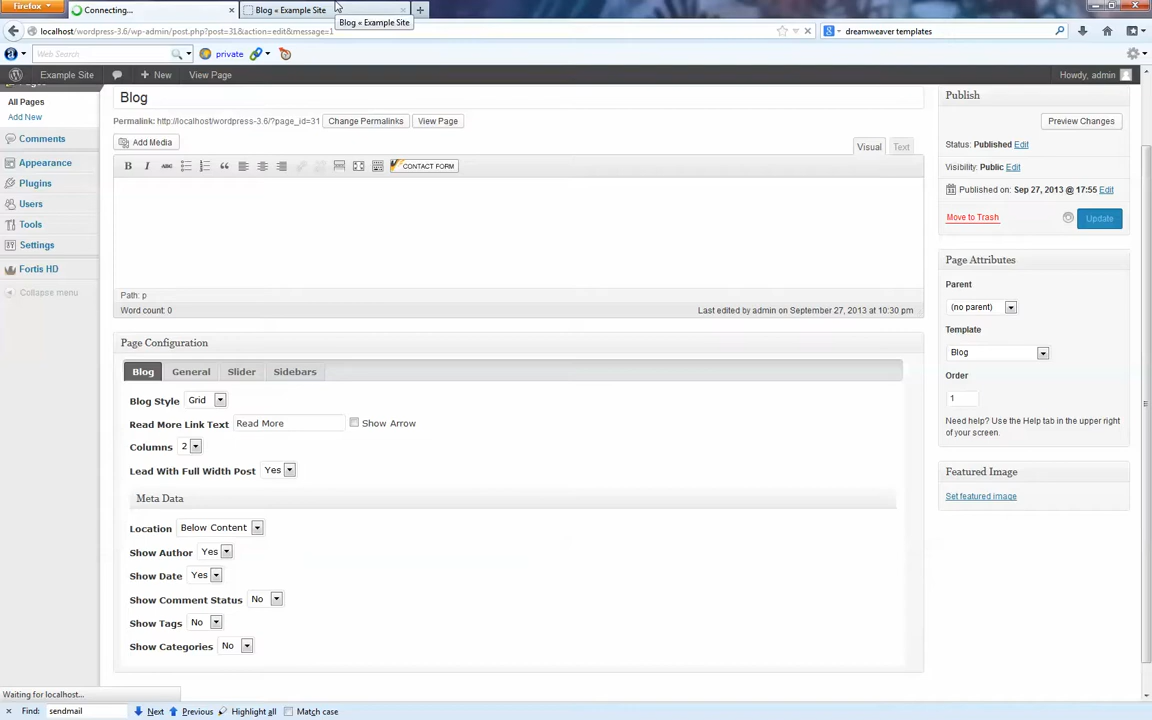 Firefox
Connecting...
Blog « Example Site
localhost/wordpress-3.6/wp-admin/post.php?post=31&action=edit&message=1
Blog « Example Site
dreamweaver templates
Web Search
private
Example Site
New
View Page
Howdy, admin
Pages
All Pages
Add New
Comments
Appearance
Plugins
Users
Tools
Settings
Fortis HD
Collapse menu
Blog
Permalink: http://localhost/wordpress-3.6/?page_id=31
Change Permalinks
View Page
Add Media
Visual
Text
B I ABC
CONTACT FORM
Path: p
Word count: 0
Last edited by admin on September 27, 2013 at 10:30 pm
Page Configuration
Blog
General
Slider
Sidebars
Blog Style Grid
Read More Link Text Read More Show Arrow
Columns 2
Lead With Full Width Post Yes
Meta Data
Location Below Content
Show Author Yes
Show Date Yes
Show Comment Status No
Show Tags No
Show Categories No
Publish
Preview Changes
Status: Published Edit
Visibility: Public Edit
Published on: Sep 27, 2013 @ 17:55 Edit
Move to Trash
Update
Page Attributes
Parent
(no parent)
Template
Blog
Order
1
Need help? Use the Help tab in the upper
right of your screen.
Featured Image
Set featured image
Waiting for localhost...
Find: sendmail Next Previous Highlight all Match case